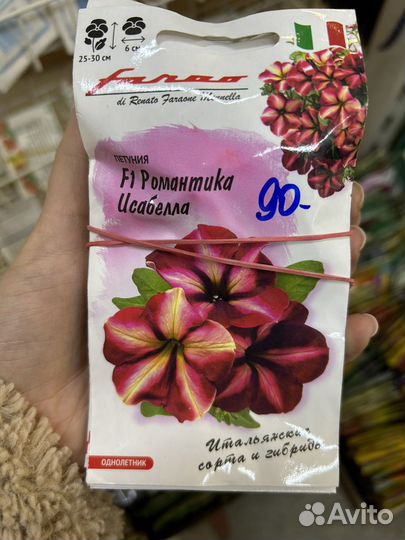 25-30 см
6 см
farao
di Renato Faraone Mennella
ПЕТУНИЯ
F1 Романтика
Исабелла
90-
Итальянские
сорта и гибриды
ОДНОЛЕТНИК
Avito